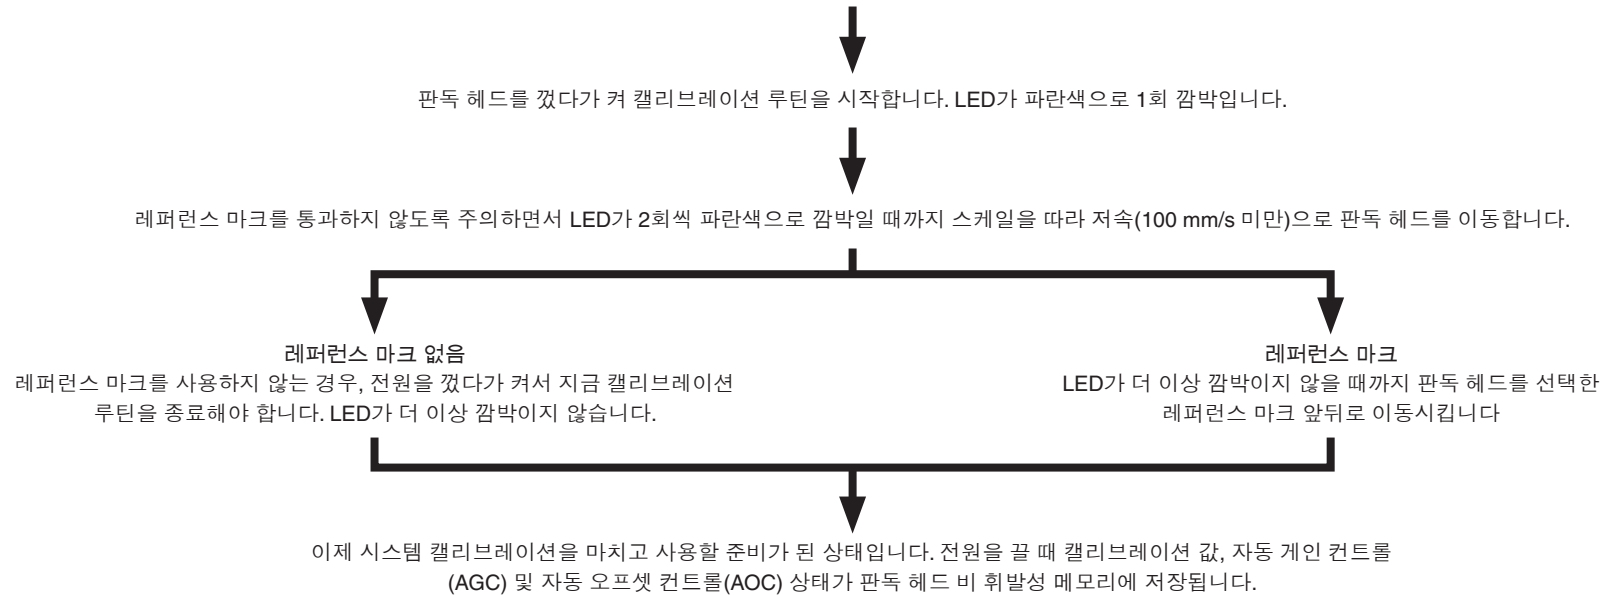 판독 헤드를 껐다가 켜 캘리브레이션 루틴을 시작합니다. LED가 파란색으로 1회 깜박입니다.
레퍼런스 마크를 통과하지 않도록 주의하면서 LED가 2회씩 파란색으로 깜박일 때까지 스케일을 따라 저속(100 mm/s 미만)으로 판독 헤드를 이동합니다.
레퍼런스 마크 없음
레퍼런스 마크를 사용하지 않는 경우, 전원을 껐다가 켜서 지금 캘리브레이션
루틴을 종료해야 합니다. LED가 더 이상 깜박이지 않습니다.
레퍼런스 마크
LED가 더 이상 깜박이지 않을 때까지 판독 헤드를 선택한
레퍼런스 마크 앞뒤로 이동시킵니다
이제 시스템 캘리브레이션을 마치고 사용할 준비가 된 상태입니다. 전원을 끌 때 캘리브레이션 값, 자동 게인 컨트롤
(AGC) 및 자동 오프셋 컨트롤(AOC) 상태가 판독 헤드 비 휘발성 메모리에 저장됩니다.